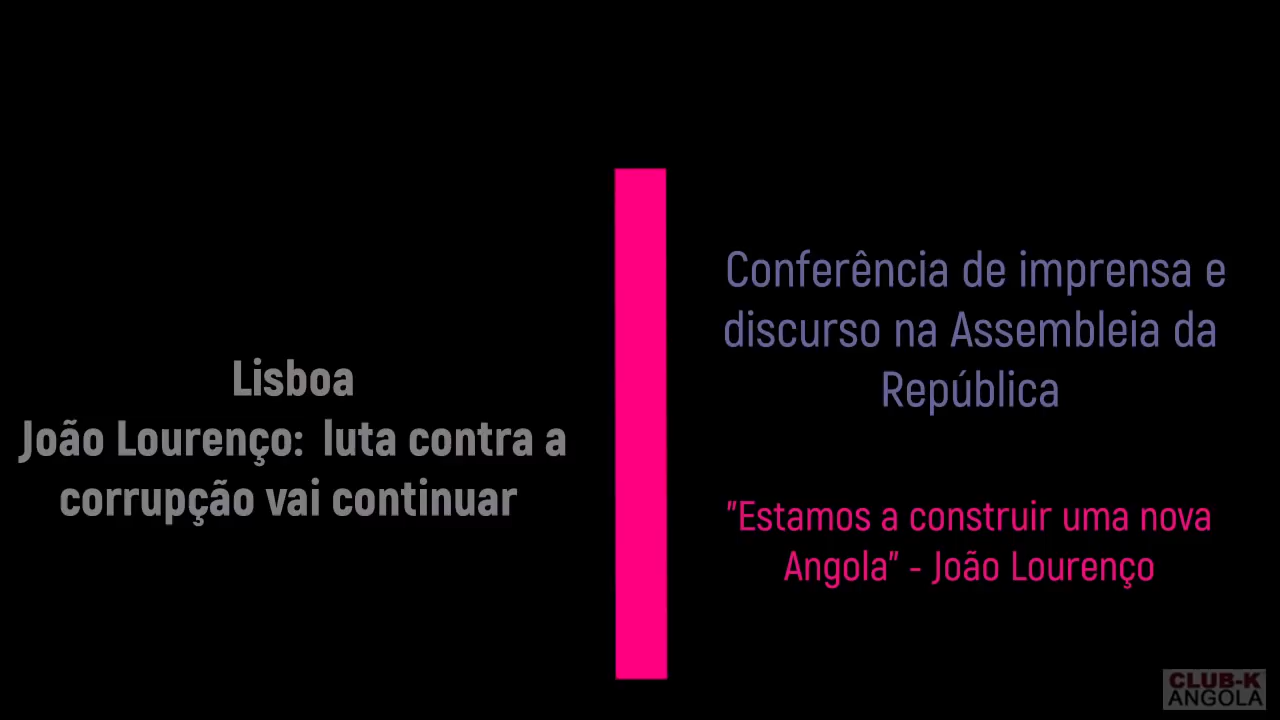 Lisboa
João Lourenço: luta contra a
corrupção vai continuar
Conferência de imprensa e
discurso na Assembleia da
República
"Estamos a construir uma nova
Angola" - João Lourenço
CLUB-K
ANGOLA